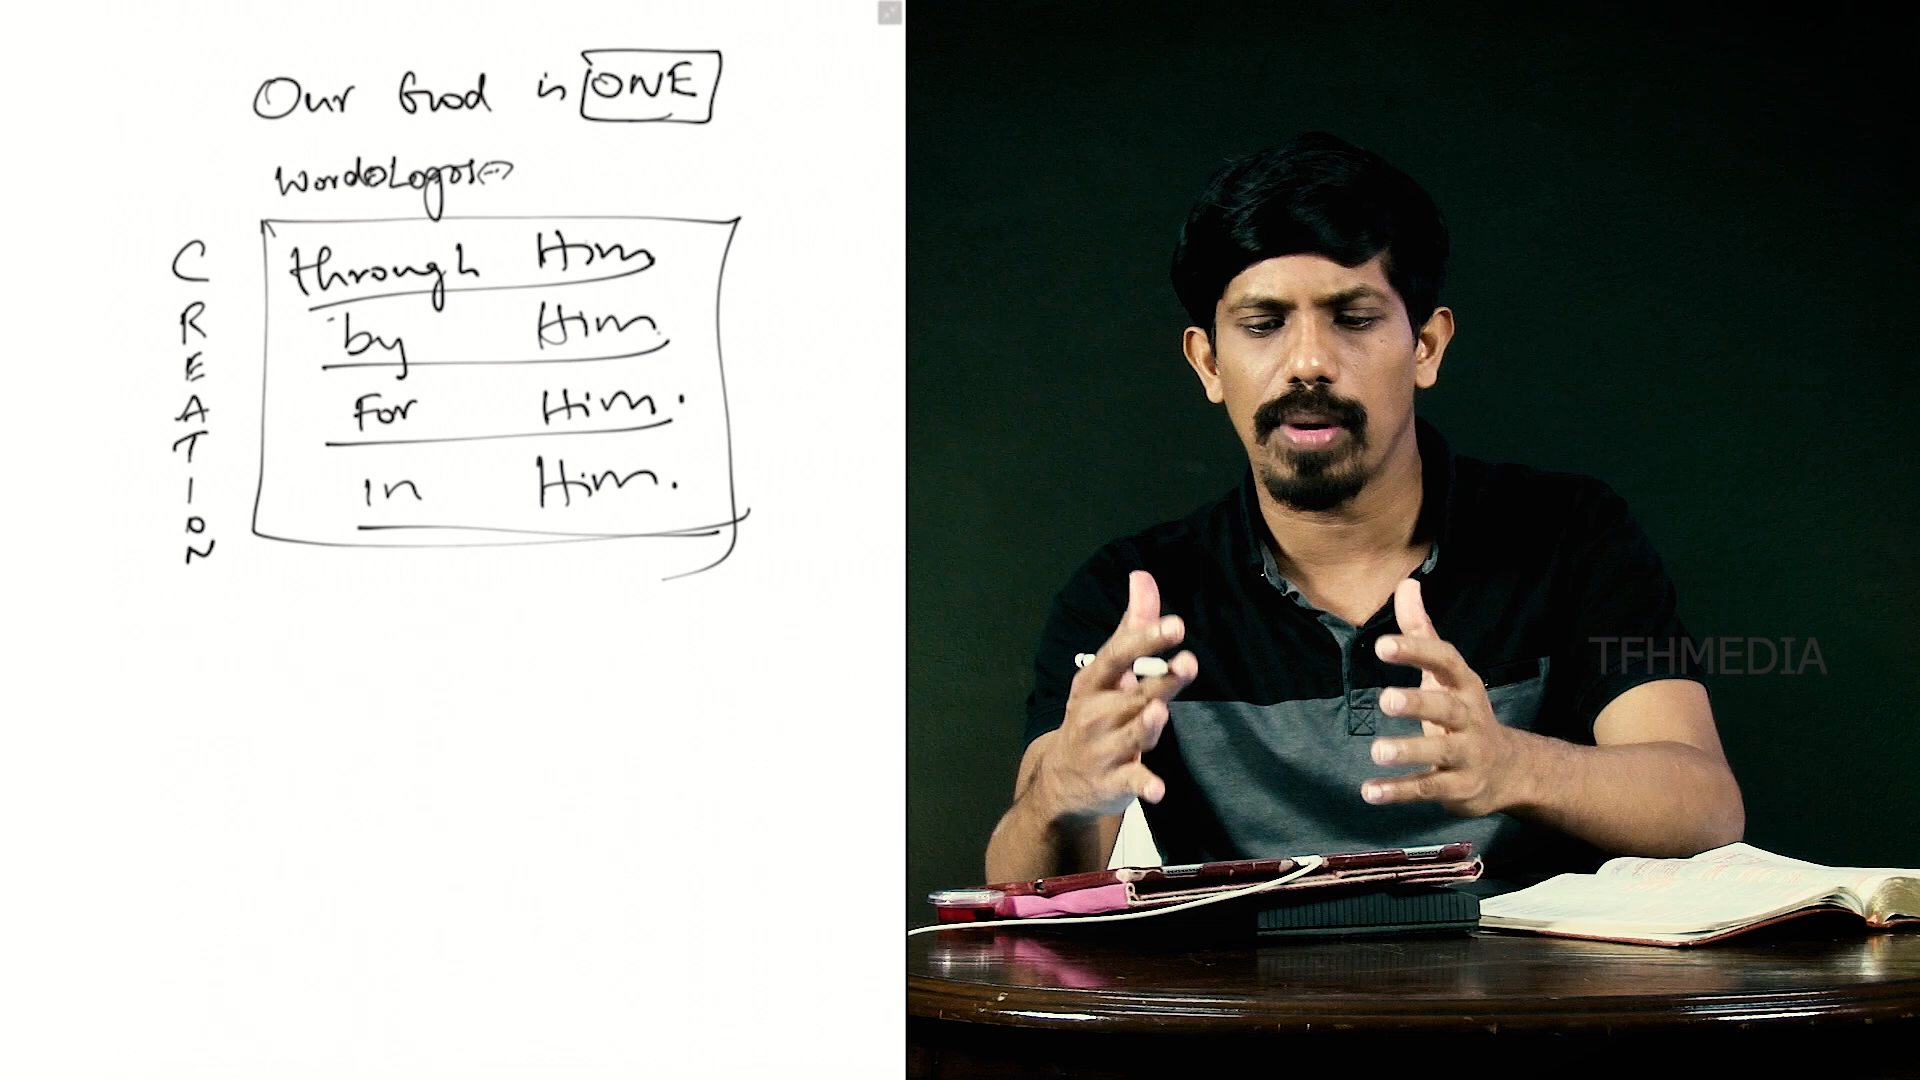 Our God is ONE
Word Logos
through Him
by Him.
For Him.
in Him.
CREATION
TFHMEDIA